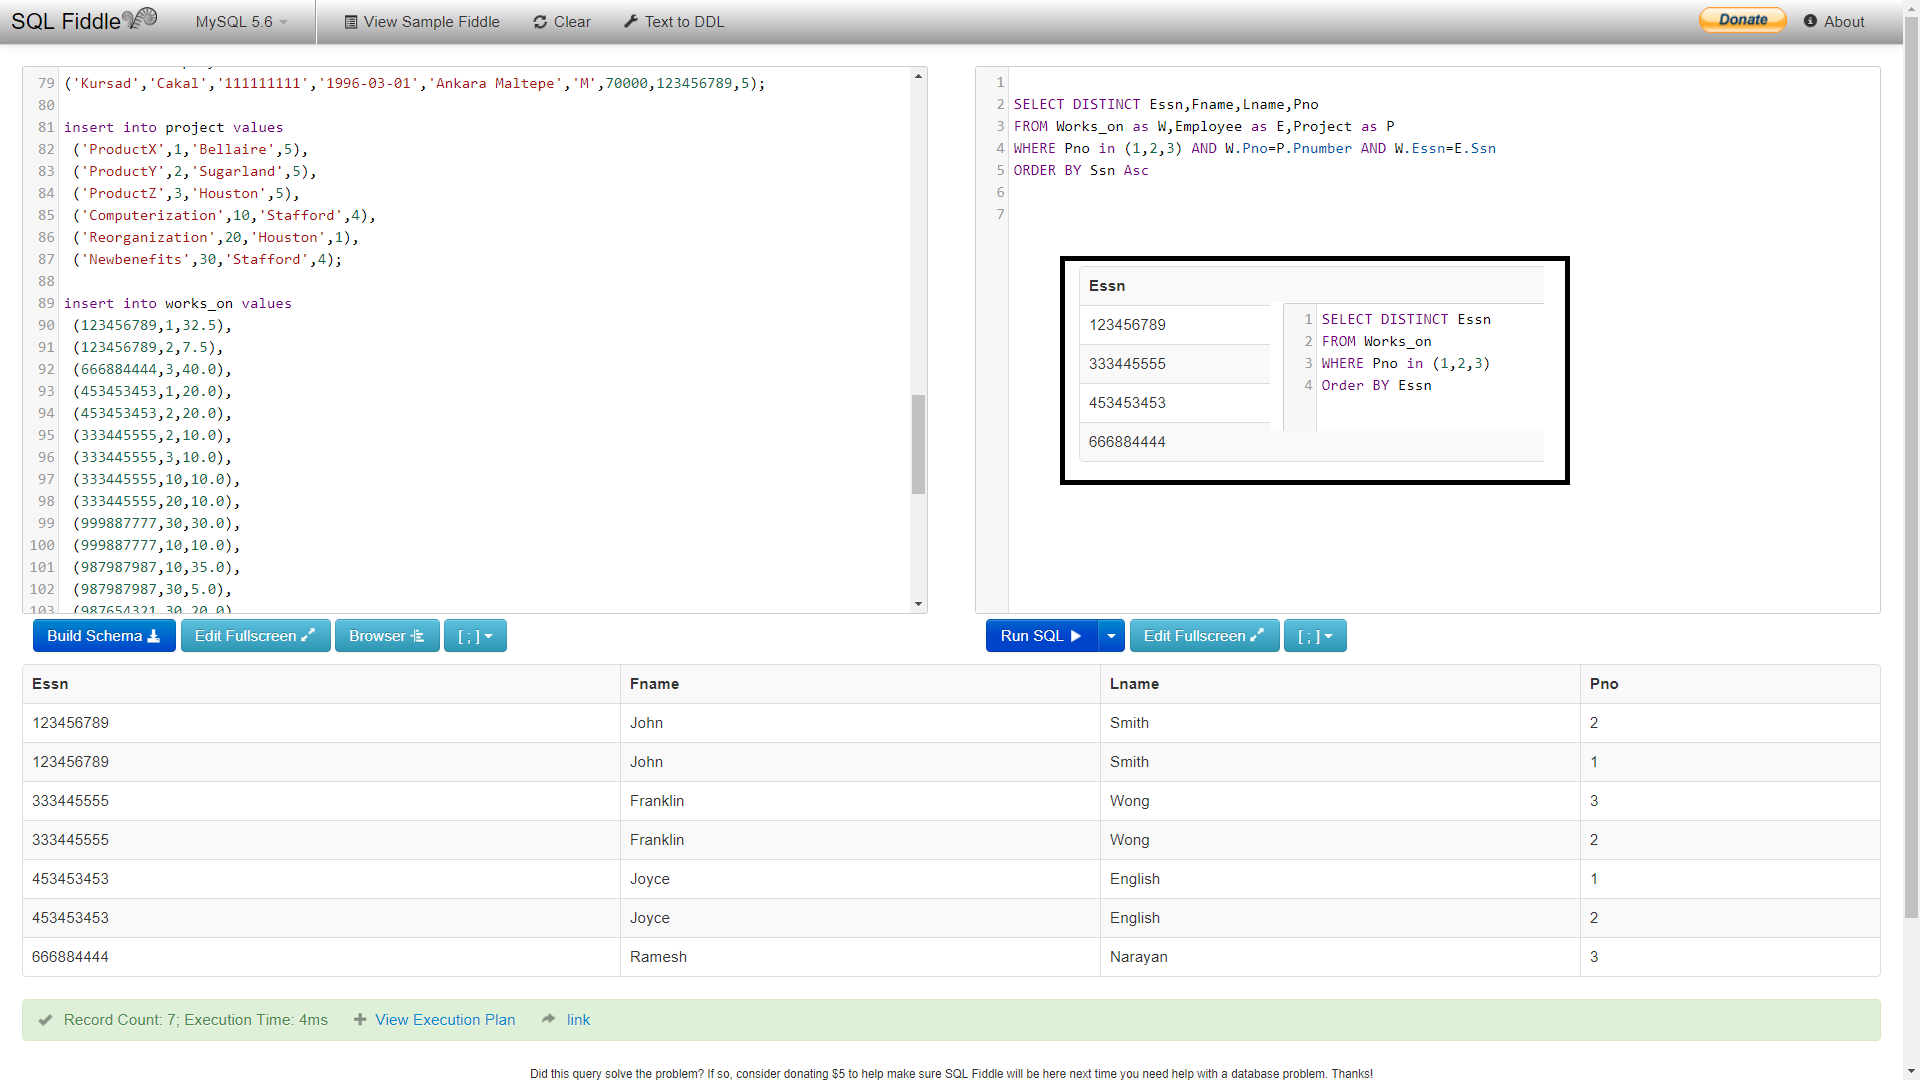 SQL Fiddle
MySQL 5.6
View Sample Fiddle
Clear
Text to DDL
Donate
About
79 ('Kursad','Cakal','111111111','1996-03-01','Ankara Maltepe','M',70000,123456789,5);
80
81 insert into project values
82 ('ProductX',1,'Bellaire',5),
83 ('ProductY',2,'Sugarland',5),
84 ('ProductZ',3,'Houston',5),
85 ('Computerization',10,'Stafford',4),
86 ('Reorganization',20,'Houston',1),
87 ('Newbenefits',30,'Stafford',4);
88
89 insert into works_on values
90 (123456789,1,32.5),
91 (123456789,2,7.5),
92 (666884444,3,40.0),
93 (453453453,1,20.0),
94 (453453453,2,20.0),
95 (333445555,2,10.0),
96 (333445555,3,10.0),
97 (333445555,10,10.0),
98 (333445555,20,10.0),
99 (999887777,30,30.0),
100 (999887777,10,10.0),
101 (987987987,10,35.0),
102 (987987987,30,5.0),
103 (987654321,30,20.0)
1
2 SELECT DISTINCT Essn,Fname,Lname,Pno
3 FROM Works_on as W,Employee as E,Project as P
4 WHERE Pno in (1,2,3) AND W.Pno=P.Pnumber AND W.Essn=E.Ssn
5 ORDER BY Ssn Asc
6
7
Essn
123456789
333445555
453453453
666884444
1 SELECT DISTINCT Essn
2 FROM Works_on
3 WHERE Pno in (1,2,3)
4 Order BY Essn
Build Schema
Edit Fullscreen
Browser
[ ; ]
Run SQL
Edit Fullscreen
[ ; ]
Essn Fname Lname Pno
123456789 John Smith 2
123456789 John Smith 1
333445555 Franklin Wong 3
333445555 Franklin Wong 2
453453453 Joyce English 1
453453453 Joyce English 2
666884444 Ramesh Narayan 3
Record Count: 7; Execution Time: 4ms
View Execution Plan
link
Did this query solve the problem? If so, consider donating $5 to help make sure SQL Fiddle will be here next time you need help with a database problem. Thanks!